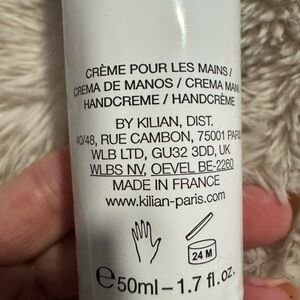 CRÈME POUR LES MAINS /
CREMA DE MANOS / CREMA MANI
HANDCREME / HANDCRÈME
BY KILIAN, DIST.
40/48, RUE CAMBON, 75001 PARIS
WLB LTD, GU32 3DD, UK
WLBS NV, OEVEL BE-2260
MADE IN FRANCE
www.kilian-paris.com
24 M
℮50ml-1.7 fl.oz.